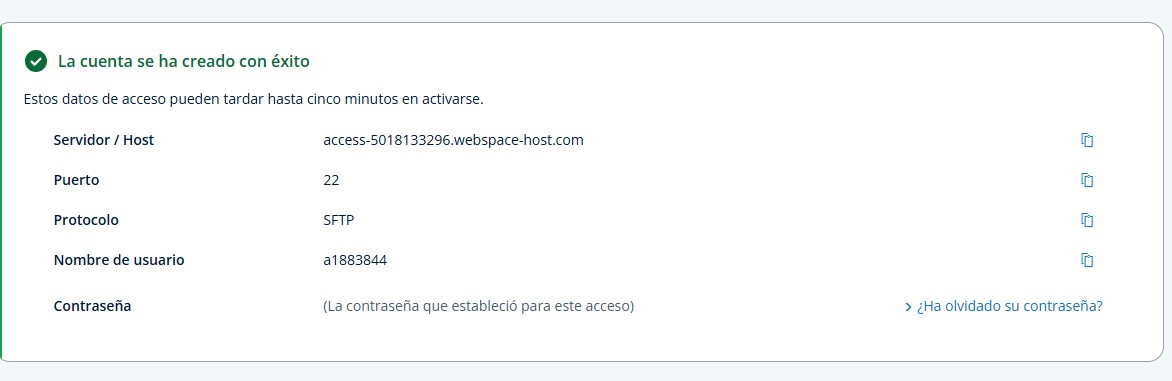 La cuenta se ha creado con éxito
Estos datos de acceso pueden tardar hasta cinco minutos en activarse.
Servidor / Host access-5018133296.webspace-host.com
Puerto 22
Protocolo SFTP
Nombre de usuario a1883844
Contraseña (La contraseña que estableció para este acceso) › ¿Ha olvidado su contraseña?